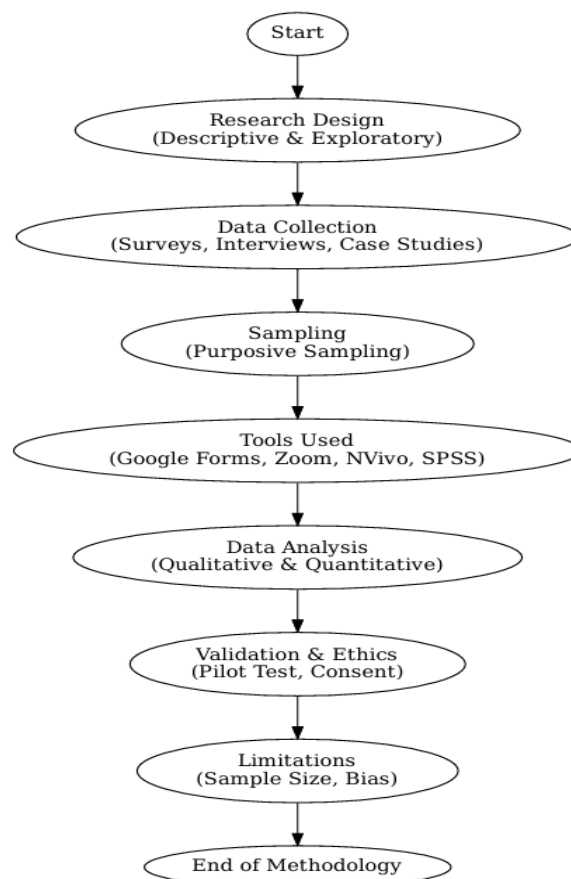 Start
Research Design
(Descriptive & Exploratory)
Data Collection
(Surveys, Interviews, Case Studies)
Sampling
(Purposive Sampling)
Tools Used
(Google Forms, Zoom, NVivo, SPSS)
Data Analysis
(Qualitative & Quantitative)
Validation & Ethics
(Pilot Test, Consent)
Limitations
(Sample Size, Bias)
End of Methodology